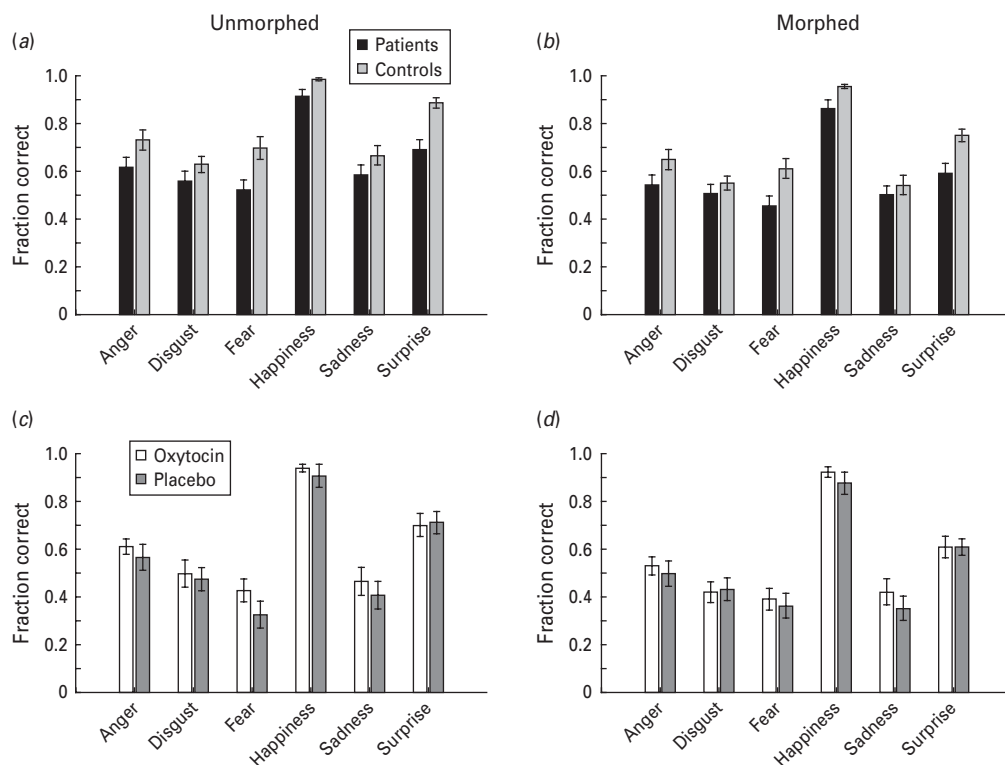 Unmorphed
Morphed
(a)
Patients
Controls
(b)
1.0
0.8
0.6
0.4
0.2
0
Fraction correct
Anger
Disgust
Fear
Happiness
Sadness
Surprise
1.0
0.8
0.6
0.4
0.2
0
Fraction correct
Anger
Disgust
Fear
Happiness
Sadness
Surprise
(c)
Oxytocin
Placebo
(d)
1.0
0.8
0.6
0.4
0.2
0
Fraction correct
Anger
Disgust
Fear
Happiness
Sadness
Surprise
1.0
0.8
0.6
0.4
0.2
0
Fraction correct
Anger
Disgust
Fear
Happiness
Sadness
Surprise